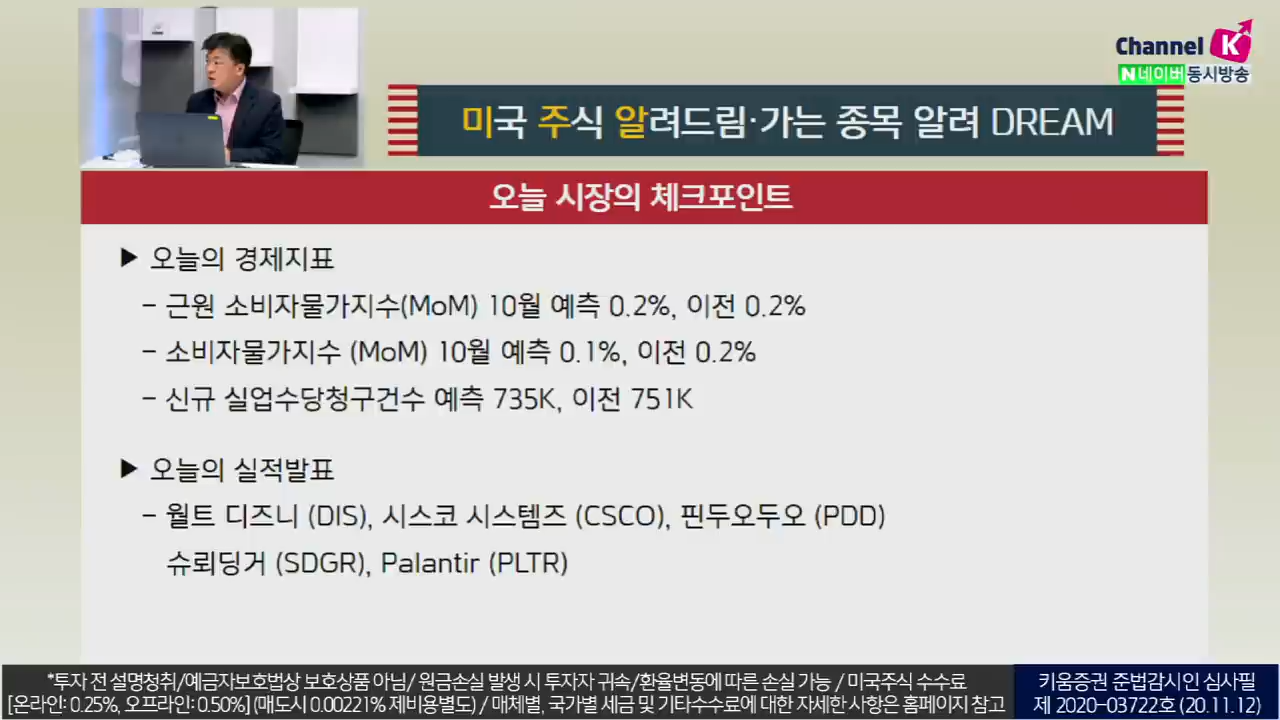 Channel K
N 네이버 동시방송
미국 주식 알려드림·가는 종목 알려 DREAM
오늘 시장의 체크포인트
▶ 오늘의 경제지표
- 근원 소비자물가지수(MoM) 10월 예측 0.2%, 이전 0.2%
- 소비자물가지수 (MoM) 10월 예측 0.1%, 이전 0.2%
- 신규 실업수당청구건수 예측 735K, 이전 751K
▶ 오늘의 실적발표
- 월트 디즈니 (DIS), 시스코 시스템즈 (CSCO), 핀두오두오 (PDD)
슈뢰딩거 (SDGR), Palantir (PLTR)
*투자 전 설명청취/예금자보호법상 보호상품 아님/ 원금손실 발생 시 투자자 귀속/환율변동에 따른 손실 가능 / 미국주식 수수료
[온라인: 0.25%, 오프라인: 0.50%] (매도시 0.00221% 제비용별도) / 매체별, 국가별 세금 및 기타수수료에 대한 자세한 사항은 홈페이지 참고
키움증권 준법감시인 심사필
제 2020-03722호 (20.11.12)